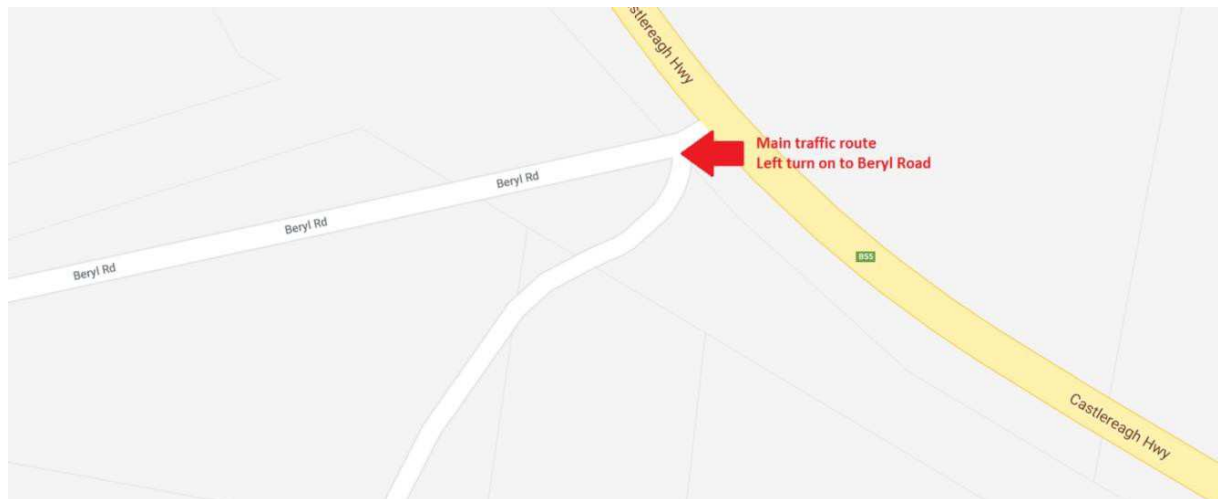 stlereagh Hwy
Main traffic route
Left turn on to Beryl Road
Beryl Rd
Beryl Rd
Beryl Rd
B55
Castlereagh Hwy